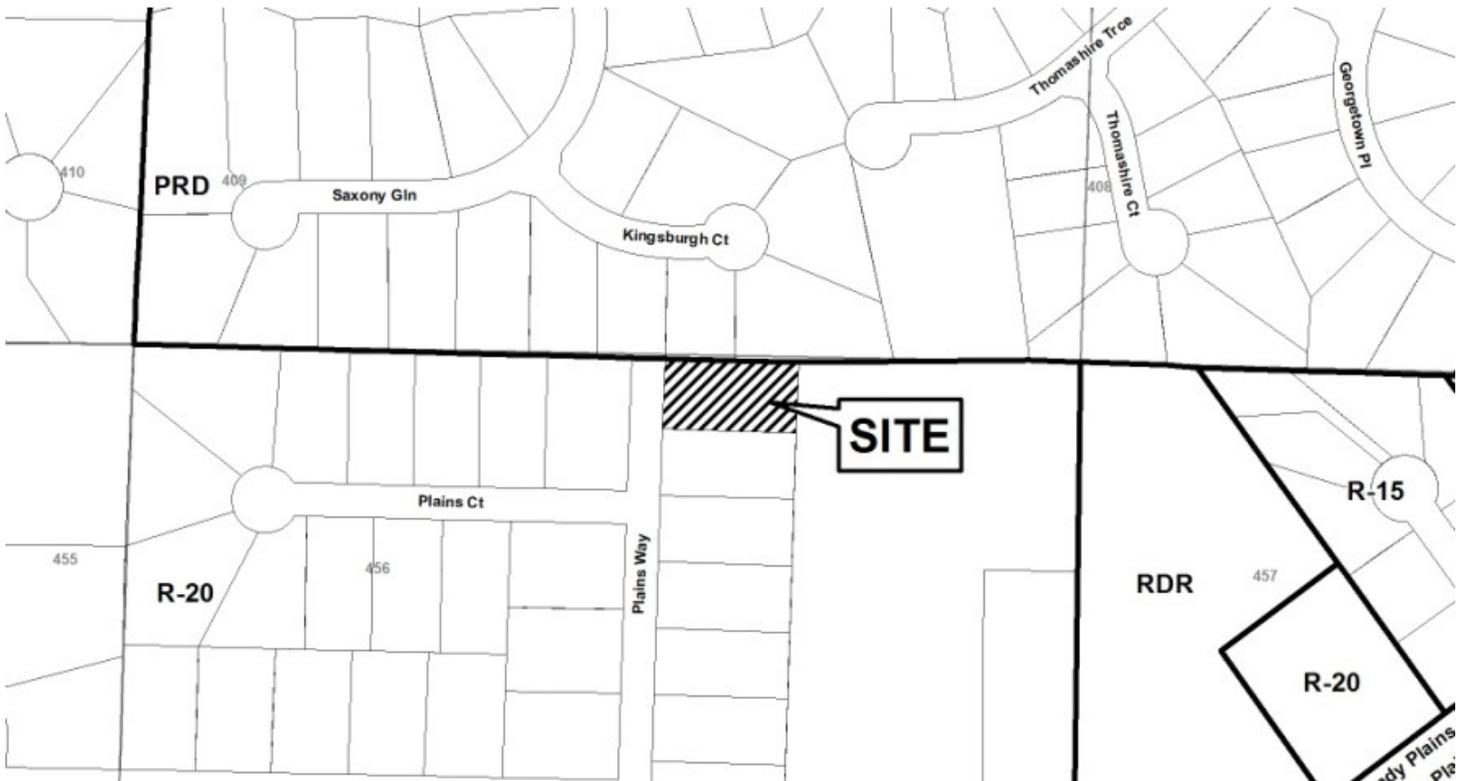 Thomashire Trce
Georgetown Pl
410
PRD
409
Saxony Gln
Thomashire Ct
408
Kingsburgh Ct
SITE
Plains Ct
R-15
455
456
Plains Way
R-20
RDR
457
R-20
Plains